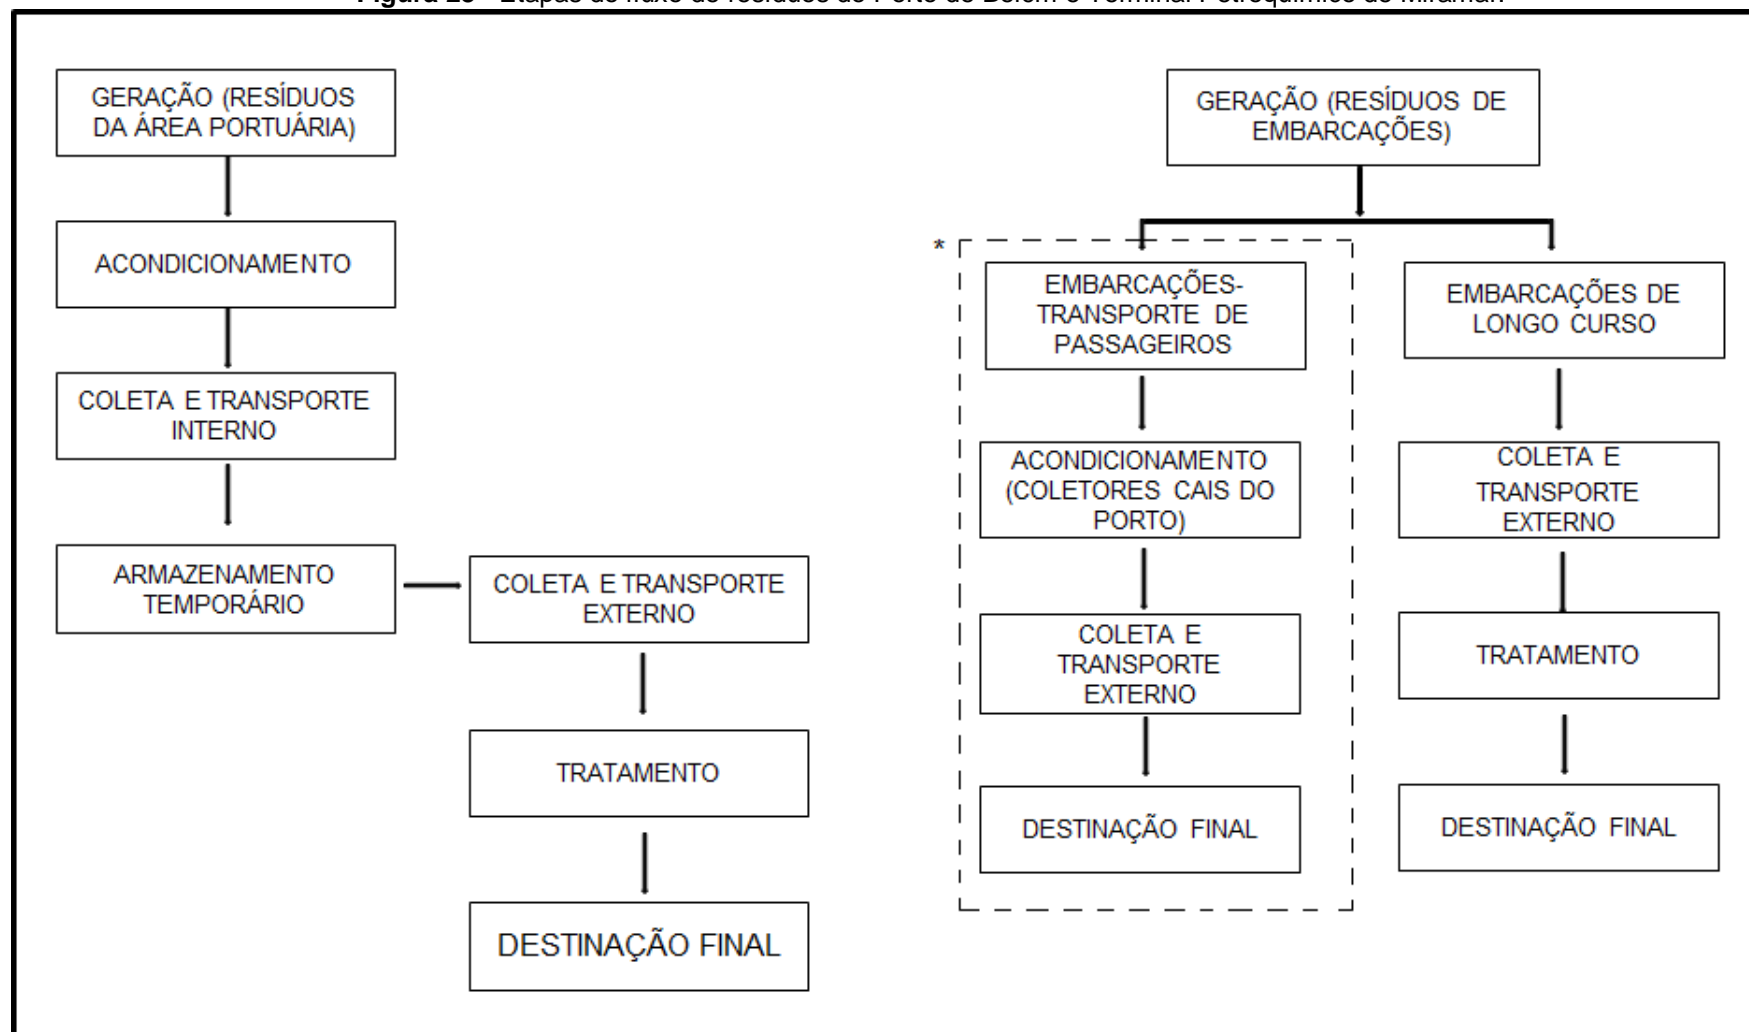 GERAÇÃO (RESÍDUOS
DA ÁREA PORTUÁRIA)
ACONDICIONAMENTO
COLETA E TRANSPORTE
INTERNO
ARMAZENAMENTO
TEMPORÁRIO
COLETA E TRANSPORTE
EXTERNO
TRATAMENTO
DESTINAÇÃO FINAL
GERAÇÃO (RESÍDUOS DE
EMBARCAÇÕES)
*
EMBARCAÇÕES-
TRANSPORTE DE
PASSAGEIROS
ACONDICIONAMENTO
(COLETORES CAIS DO
PORTO)
COLETA E
TRANSPORTE
EXTERNO
DESTINAÇÃO FINAL
EMBARCAÇÕES DE
LONGO CURSO
COLETA E
TRANSPORTE
EXTERNO
TRATAMENTO
DESTINAÇÃO FINAL